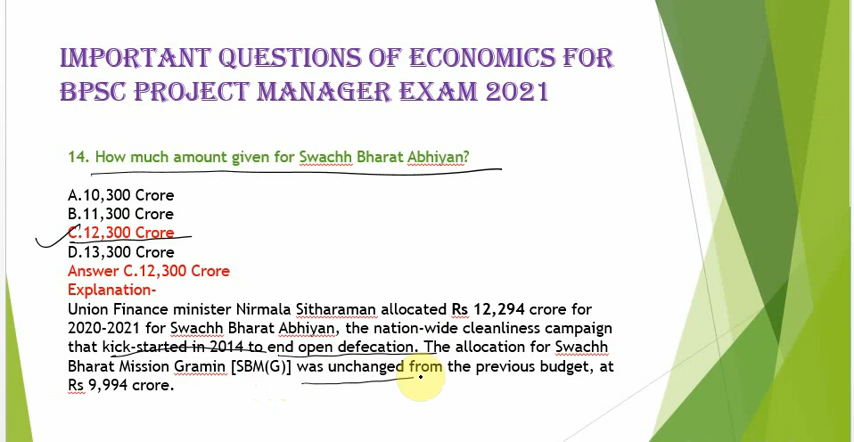 IMPORTANT QUESTIONS OF ECONOMICS FOR
BPSC PROJECT MANAGER EXAM 2021
14. How much amount given for Swachh Bharat Abhiyan?
A.10,300 Crore
B.11,300 Crore
C.12,300 Crore
D.13,300 Crore
Answer C.12,300 Crore
Explanation-
Union Finance minister Nirmala Sitharaman allocated Rs 12,294 crore for
2020-2021 for Swachh Bharat Abhiyan, the nation-wide cleanliness campaign
that kick-started in 2014 to end open defecation. The allocation for Swachh
Bharat Mission Gramin [SBM(G)] was unchanged from the previous budget, at
Rs 9,994 crore.